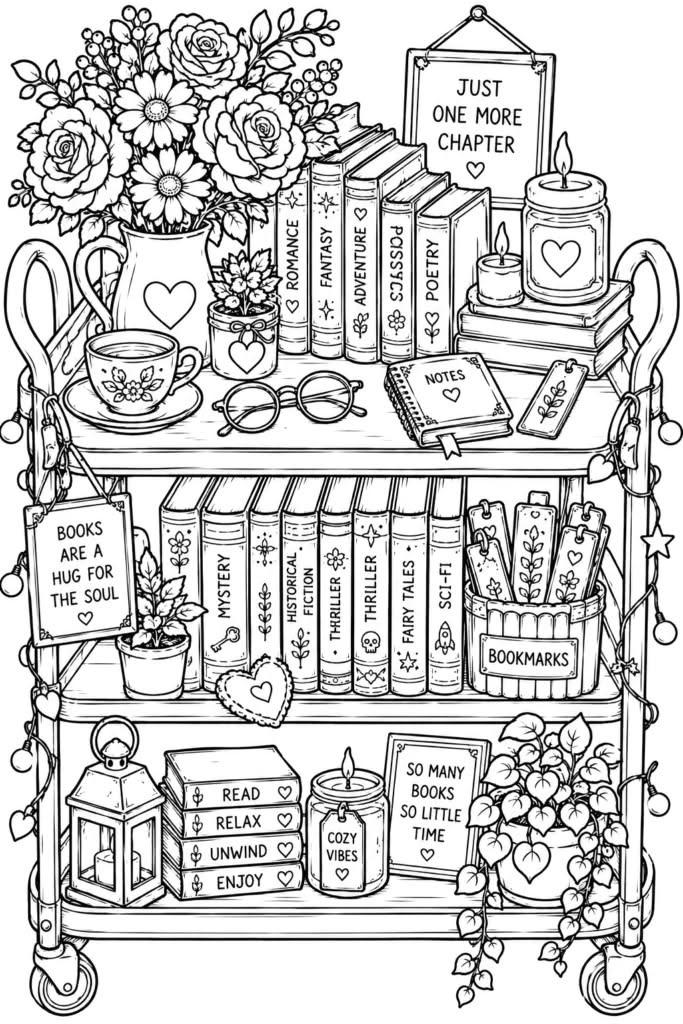 JUST
ONE MORE
CHAPTER
ROMANCE
FANTASY
ADVENTURE
POETRY
NOTES
BOOKS
ARE A
HUG FOR
THE SOUL
MYSTERY
HISTORICAL
FICTION
THRILLER
THRILLER
FAIRY TALES
SCI-FI
BOOKMARKS
READ
RELAX
UNWIND
ENJOY
COZY
VIBES
SO MANY
BOOKS
SO LITTLE
TIME